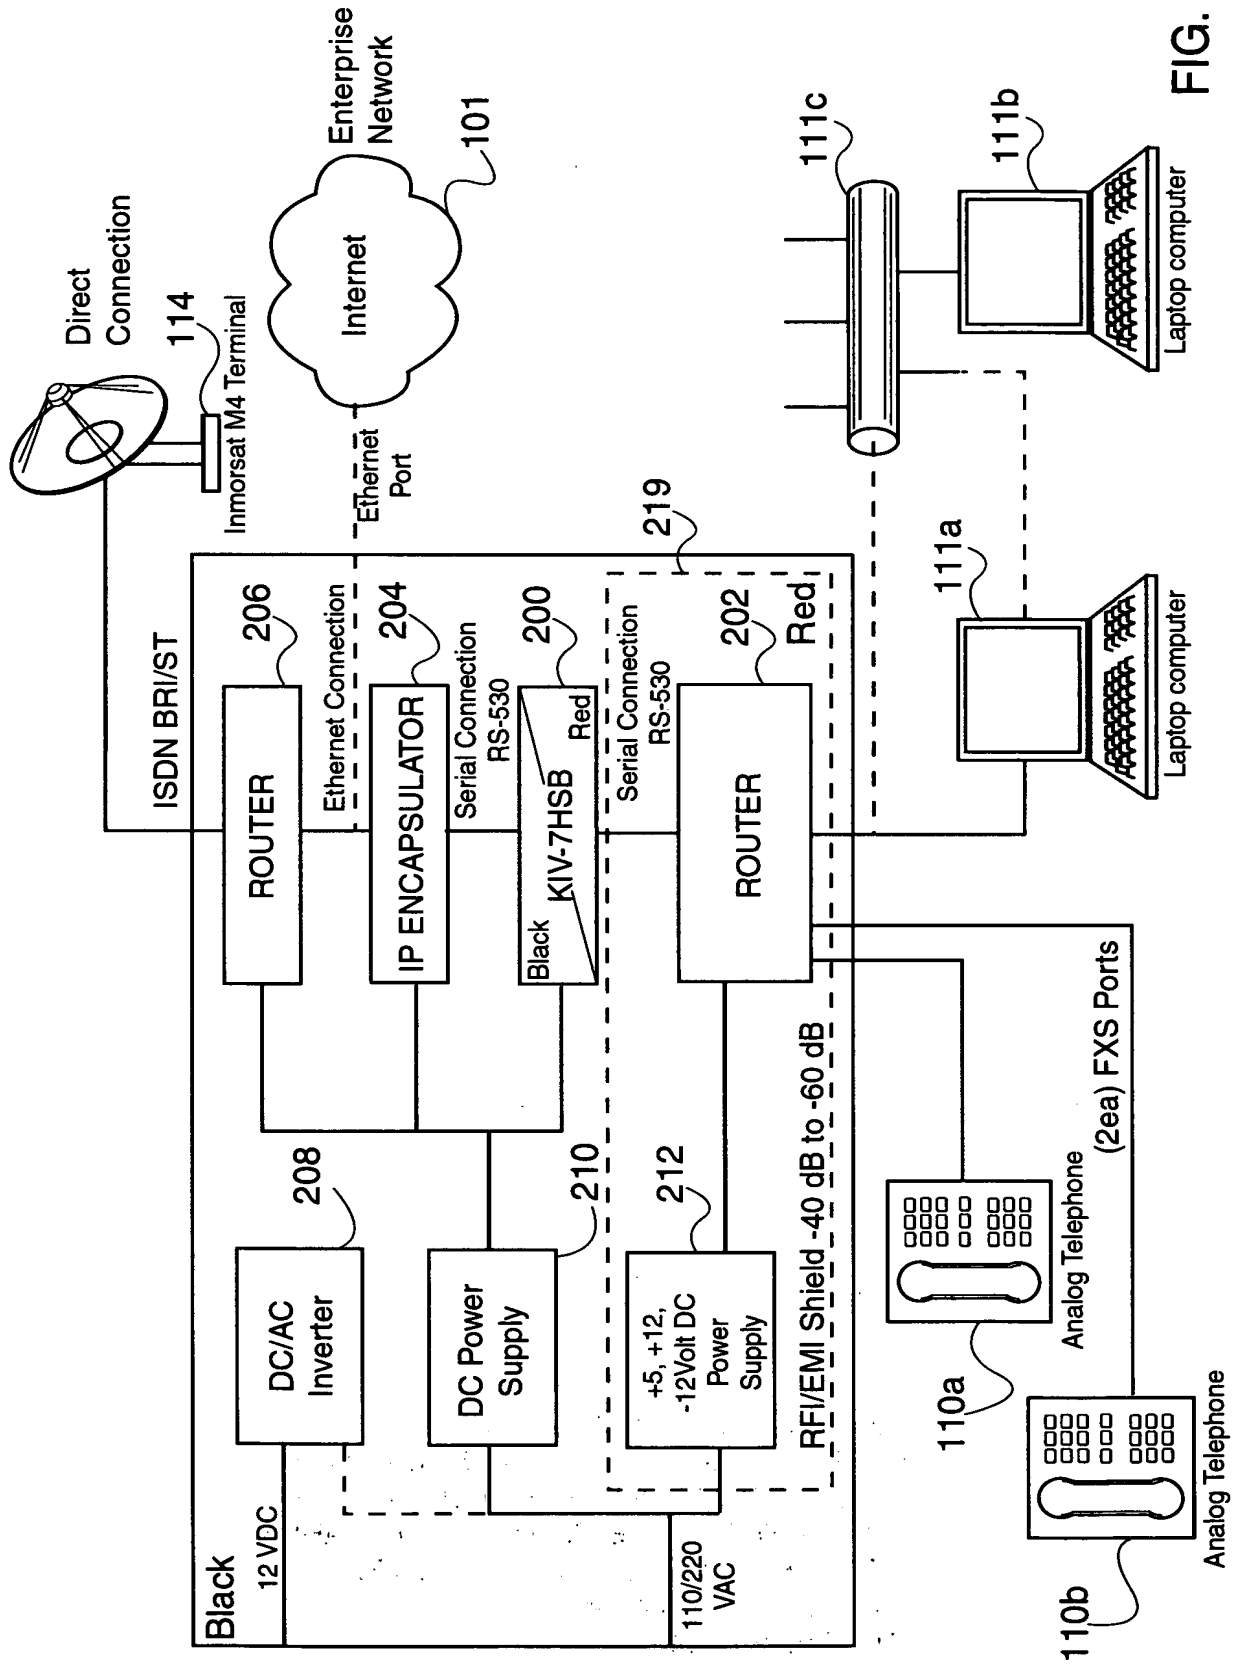 Black
12 VDC
110/220
VAC
DC/AC
Inverter
208
DC Power
Supply
210
+5, +12,
-12Volt DC
Power
Supply
212
RFI/EMI Shield -40 dB to -60 dB
ISDN BRI/ST
ROUTER
206
Ethernet Connection
IP ENCAPSULATOR
204
Serial Connection
RS-530
Black
KIV-7HSB
Red
200
Serial Connection
RS-530
ROUTER
202
Red
219
Direct
Connection
114
Inmorsat M4 Terminal
Ethernet
Port
Internet
Enterprise
Network
101
111c
111a
Laptop computer
111b
Laptop computer
(2ea) FXS Ports
110a
Analog Telephone
110b
Analog Telephone
FIG.